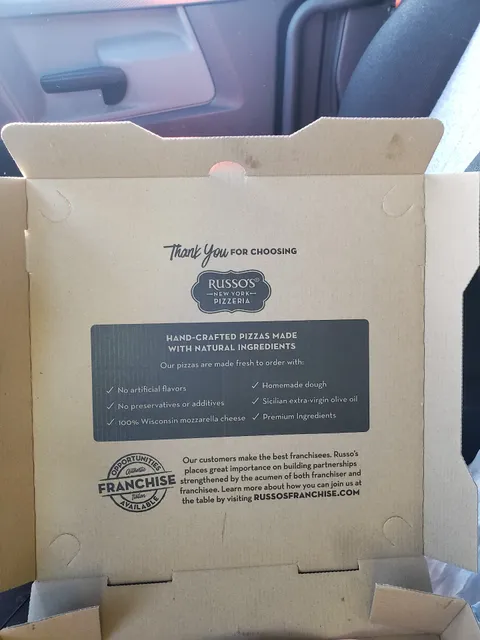 Thank You FOR CHOOSING
RUSSO'S®
NEW YORK
PIZZERIA
HAND-CRAFTED PIZZAS MADE
WITH NATURAL INGREDIENTS
Our pizzas are made fresh to order with:
✓ No artificial flavors
✓ No preservatives or additives
✓ 100% Wisconsin mozzarella cheese
✓ Homemade dough
✓ Sicilian extra-virgin olive oil
✓ Premium Ingredients
OPPORTUNITIES
Authentic
FRANCHISE
Italian
AVAILABLE
Our customers make the best franchisees. Russo's
places great importance on building partnerships
strengthened by the acumen of both franchiser and
franchisee. Learn more about how you can join us at
the table by visiting RUSSOSFRANCHISE.COM